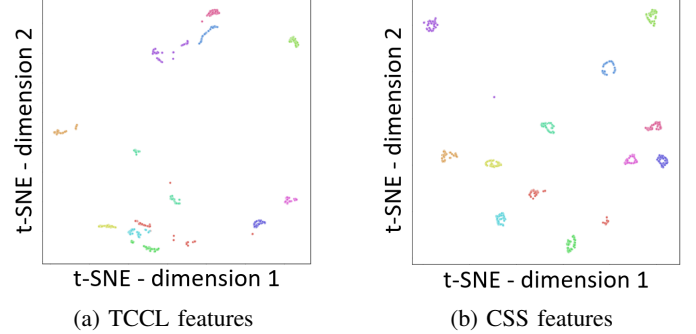 t-SNE - dimension 2
t-SNE - dimension 1
(a) TCCL features
t-SNE - dimension 2
t-SNE - dimension 1
(b) CSS features